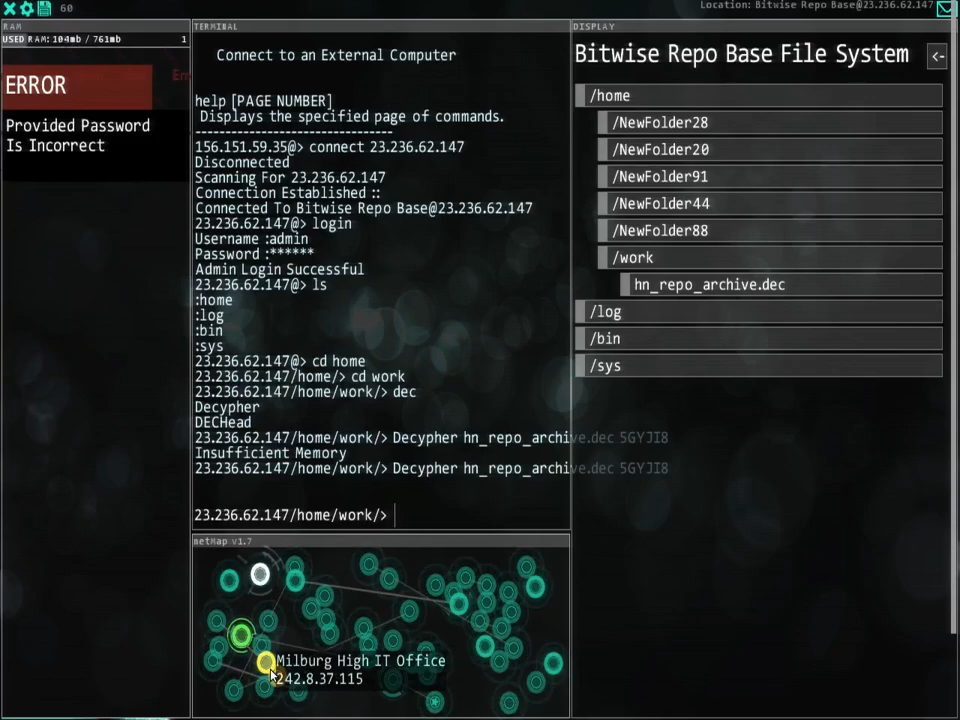 60
Location: Bitwise Repo Base@23.236.62.147
RAM
USED RAM: 104mb / 761mb 1
ERROR
Provided Password
Is Incorrect
TERMINAL
Connect to an External Computer
help [PAGE NUMBER]
Displays the specified page of commands.
--------------------------------
156.151.59.35@> connect 23.236.62.147
Disconnected
Scanning For 23.236.62.147
Connection Established ::
Connected To Bitwise Repo Base@23.236.62.147
23.236.62.147@> login
Username :admin
Password :******
Admin Login Successful
23.236.62.147@> ls
:home
:log
:bin
:sys
23.236.62.147@> cd home
23.236.62.147/home/> cd work
23.236.62.147/home/work/> dec
Decypher
DECHead
23.236.62.147/home/work/> Decypher hn_repo_archive.dec 5GYJI8
Insufficient Memory
23.236.62.147/home/work/> Decypher hn_repo_archive.dec 5GYJI8
23.236.62.147/home/work/>
netMap v1.7
Milburg High IT Office
242.8.37.115
DISPLAY
Bitwise Repo Base File System
<-
/home
/NewFolder28
/NewFolder20
/NewFolder91
/NewFolder44
/NewFolder88
/work
hn_repo_archive.dec
/log
/bin
/sys